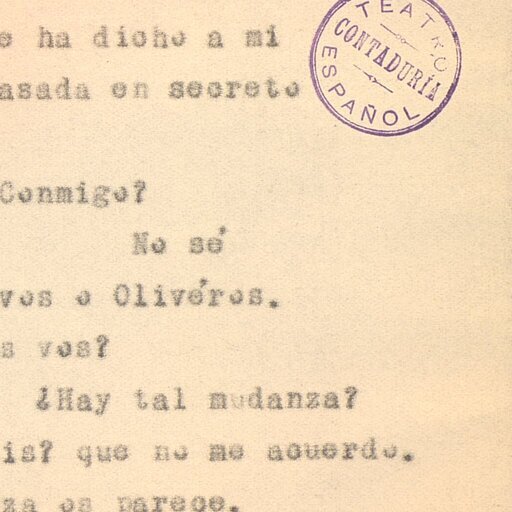 e ha dicho a mi
asada en secreto
Conmigo?
No sé
vos o Olivéros.
s vos?
¿Hay tal mudanza?
is? que no me acuerdo.
za os parece.
TEATRO
CONTADURÍA
ESPAÑOL